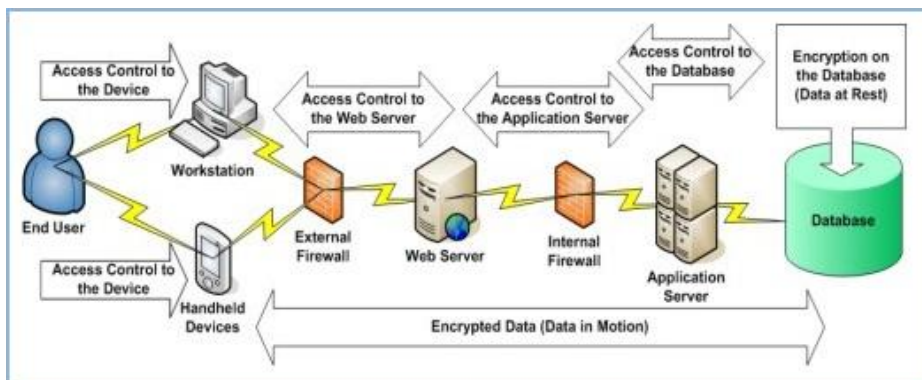 Access Control to
the Device
Workstation
End User
Access Control to
the Device
Handheld
Devices
Access Control to
the Web Server
External
Firewall
Web Server
Access Control to
the Application Server
Internal
Firewall
Access Control to
the Database
Application
Server
Encryption on
the Database
(Data at Rest)
Database
Encrypted Data (Data in Motion)